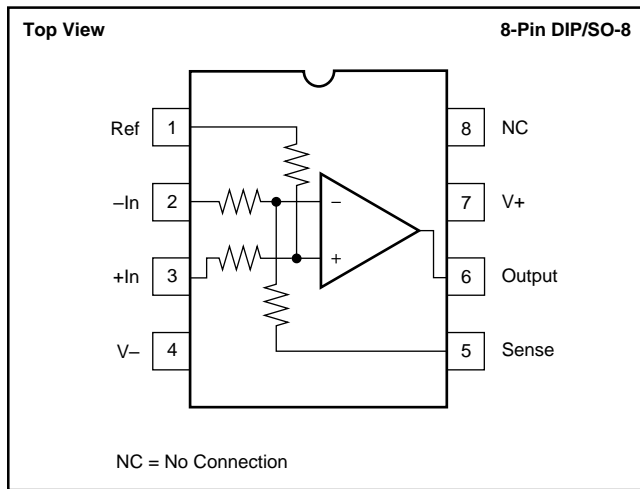 Top View 8-Pin DIP/SO-8
Ref 1 8 NC
–In 2 – 7 V+
+In 3 + 6 Output
V– 4 5 Sense
NC = No Connection